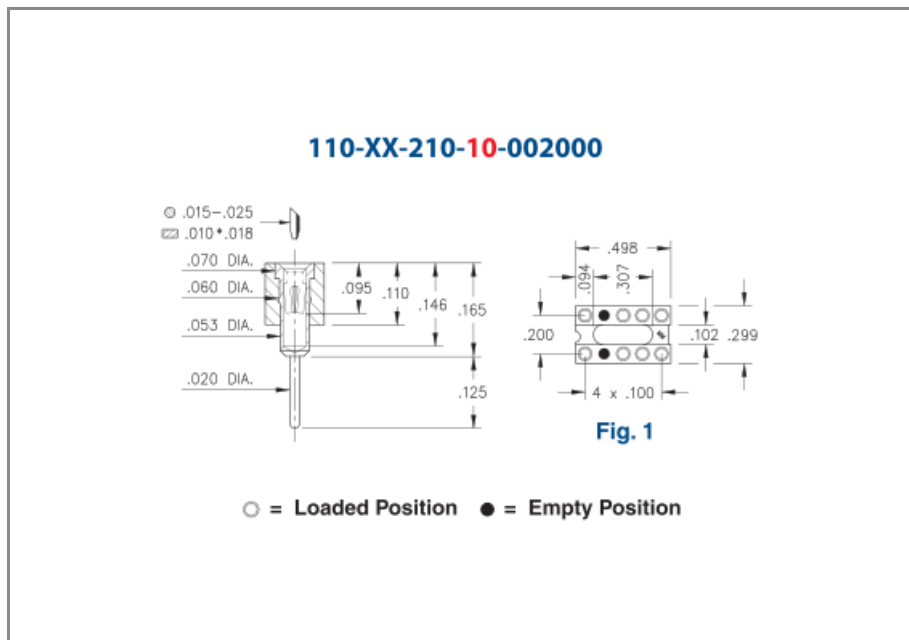 110-XX-210-10-002000
.015-.025
.010*.018
.070 DIA.
.060 DIA.
.053 DIA.
.020 DIA.
.095
.110
.146
.165
.125
.498
.094
.307
.200
.102
.299
4 x .100
Fig. 1
= Loaded Position
= Empty Position